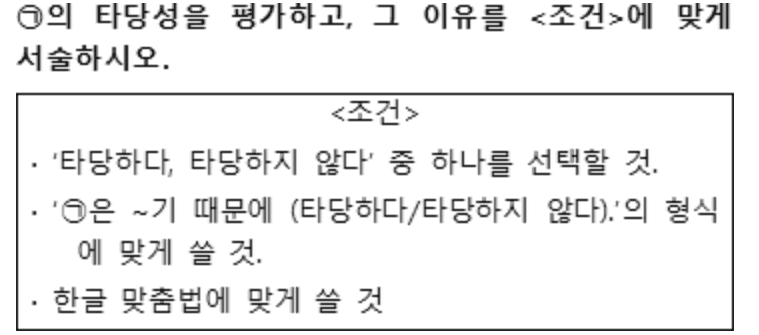 ㉠의 타당성을 평가하고, 그 이유를 <조건>에 맞게
서술하시오.
<조건>
· '타당하다, 타당하지 않다' 중 하나를 선택할 것.
· '㉠은 ~기 때문에 (타당하다/타당하지 않다).'의 형식
에 맞게 쓸 것.
· 한글 맞춤법에 맞게 쓸 것